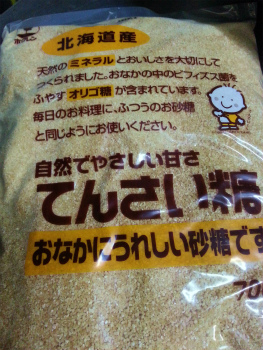 北海道産
天然のミネラルとおいしさを大切にして
つくられました。おなかの中のビフィズス菌を
ふやすオリゴ糖が含まれています。
毎日のお料理に、ふつうのお砂糖
と同じようにお使いください。
自然でやさしい甘さ
てんさい糖
おなかにうれしい砂糖です
70